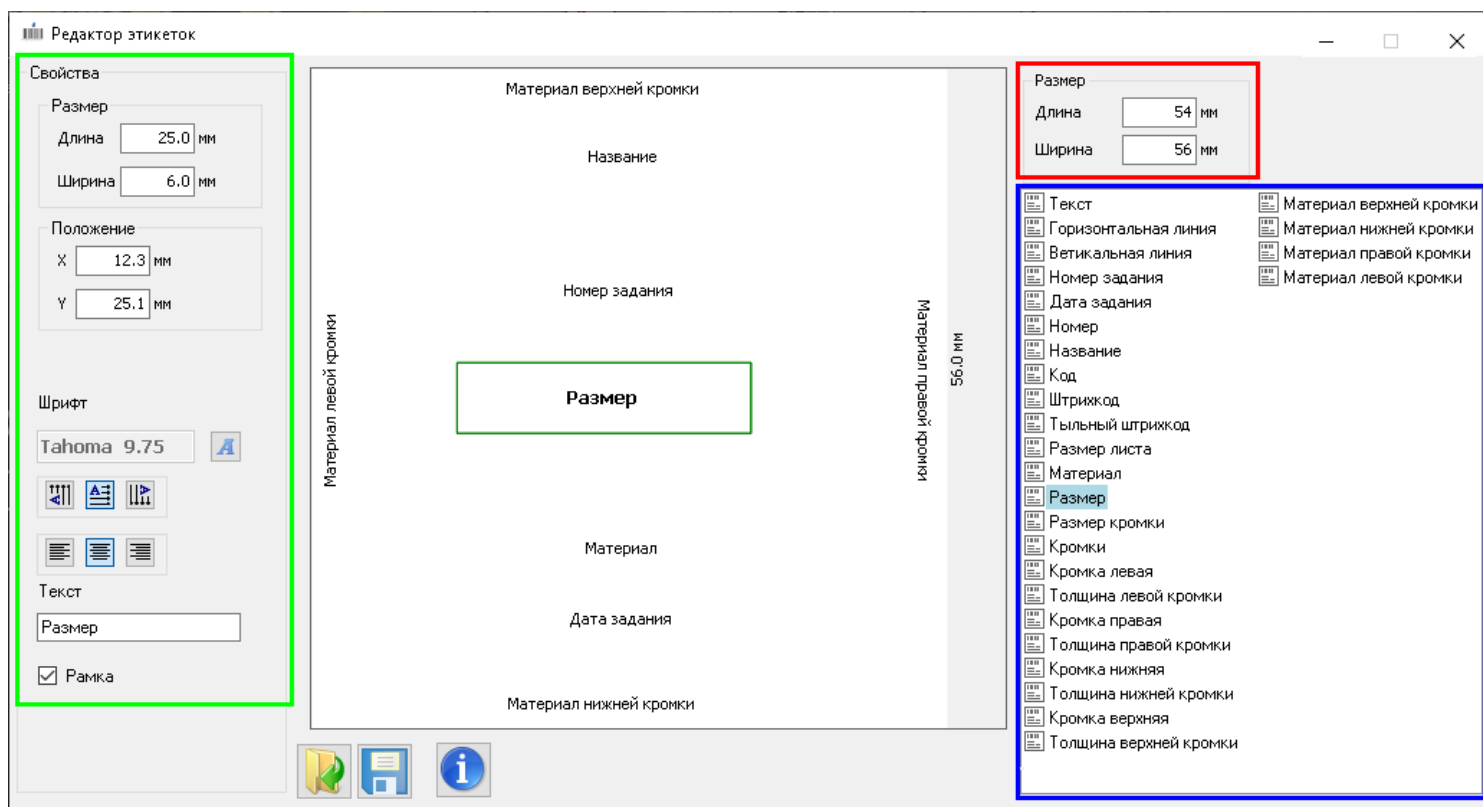 Редактор этикеток
Свойства
Размер
Длина 25.0 мм
Ширина 6.0 мм
Положение
X 12.3 мм
Y 25.1 мм
Шрифт
Tahoma 9.75
Текст
Размер
Рамка
Материал верхней кромки
Название
Номер задания
Материал левой кромки
Размер
Материал правой кромки
56.0 мм
Материал
Дата задания
Материал нижней кромки
Размер
Длина 54 мм
Ширина 56 мм
Текст
Горизонтальная линия
Ветикальная линия
Номер задания
Дата задания
Номер
Название
Код
Штрихкод
Тыльный штрихкод
Размер листа
Материал
Размер
Размер кромки
Кромки
Кромка левая
Толщина левой кромки
Кромка правая
Толщина правой кромки
Кромка нижняя
Толщина нижней кромки
Кромка верхняя
Толщина верхней кромки
Материал верхней кромки
Материал нижней кромки
Материал правой кромки
Материал левой кромки